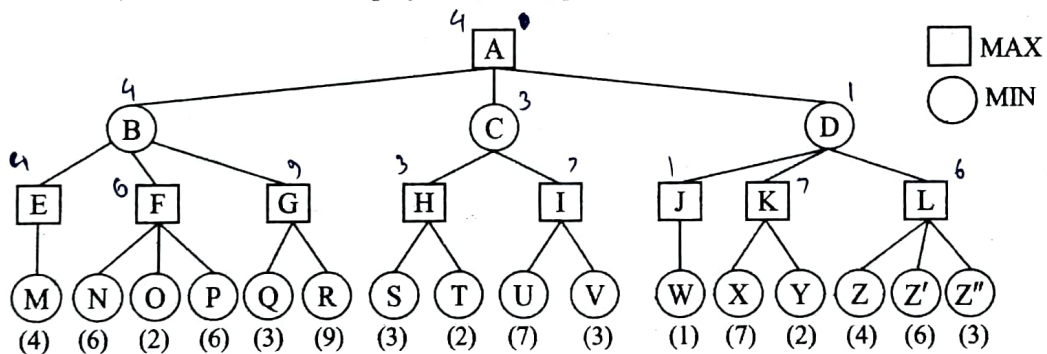 4
A
MAX
MIN
4
B
3
C
1
D
4
E
6
F
9
G
3
H
7
I
1
J
K
7
6
L
M N O P Q R S T U V W X Y Z Z′ Z″
(4) (6) (2) (6) (3) (9) (3) (2) (7) (3) (1) (7) (2) (4) (6) (3)